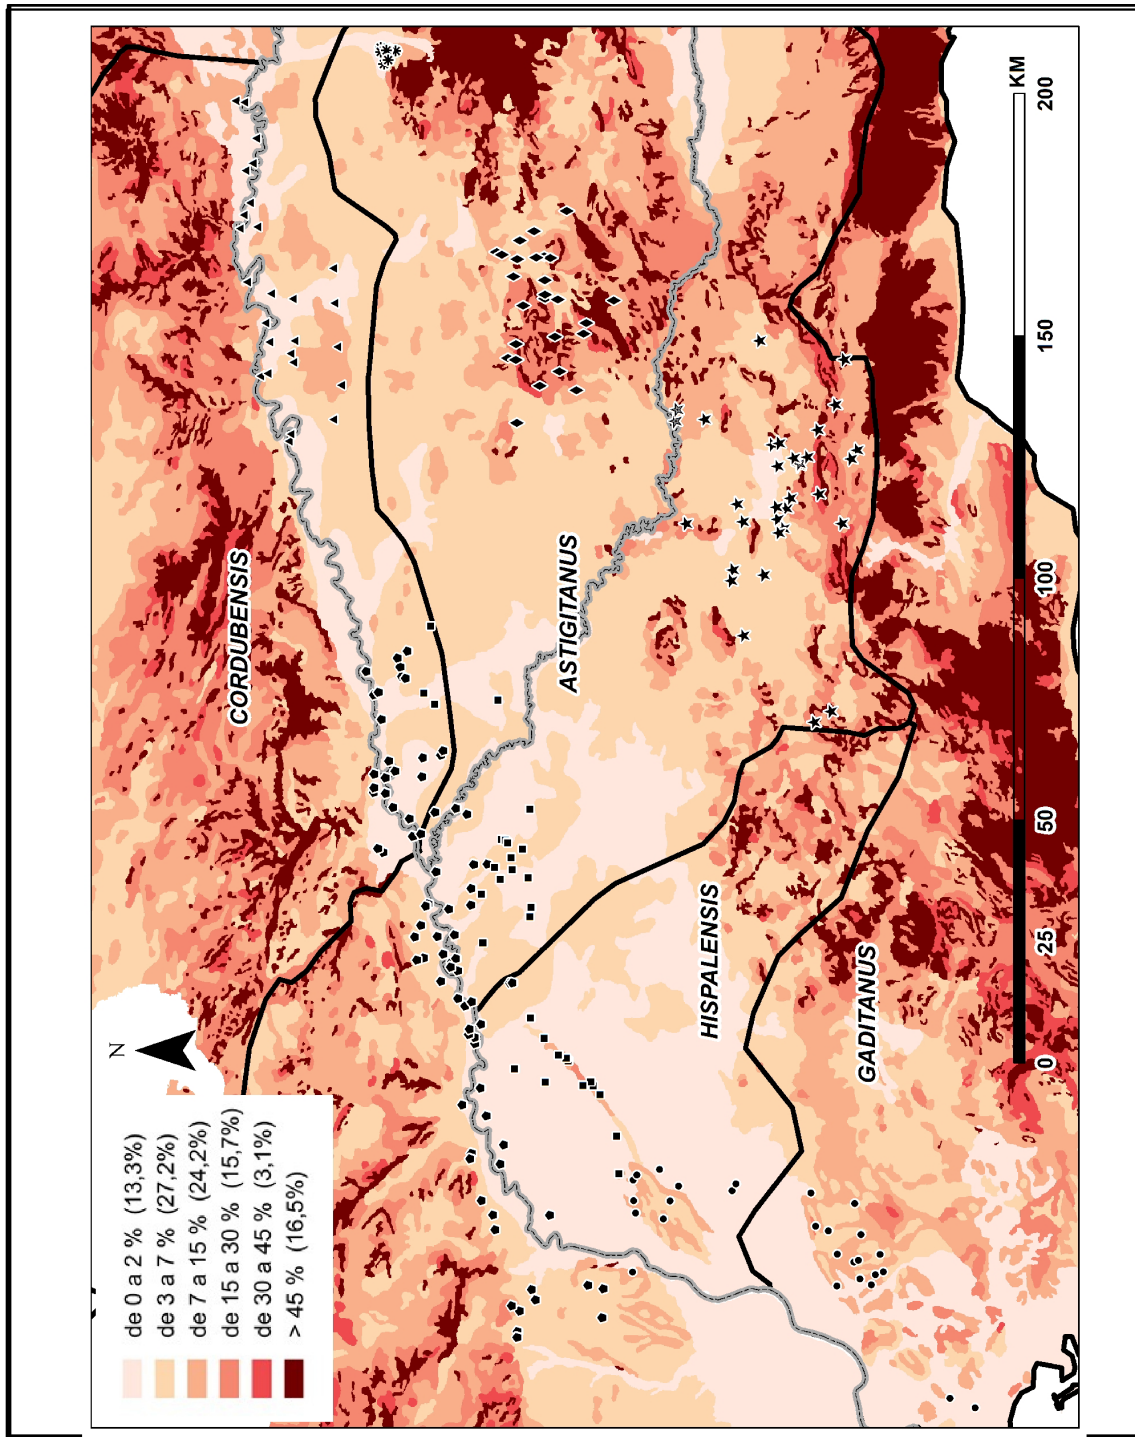 N
de 0 a 2 % (13,3%)
de 3 a 7 % (27,2%)
de 7 a 15 % (24,2%)
de 15 a 30 % (15,7%)
de 30 a 45 % (3,1%)
> 45 % (16,5%)
CORDUBENSIS
ASTIGITANUS
HISPALENSIS
GADITANUS
0 25 50 100 150 200
KM